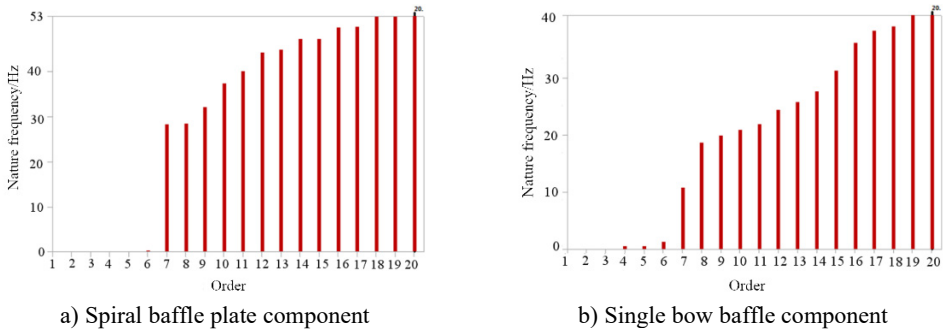 20.
53
40
30
20
10
0
Nature frequency/Hz
1 2 3 4 5 6 7 8 9 10 11 12 13 14 15 16 17 18 19 20
Order
a) Spiral baffle plate component
20.
40
30
20
10
0
Nature frequency/Hz
1 2 3 4 5 6 7 8 9 10 11 12 13 14 15 16 17 18 19 20
Order
b) Single bow baffle component